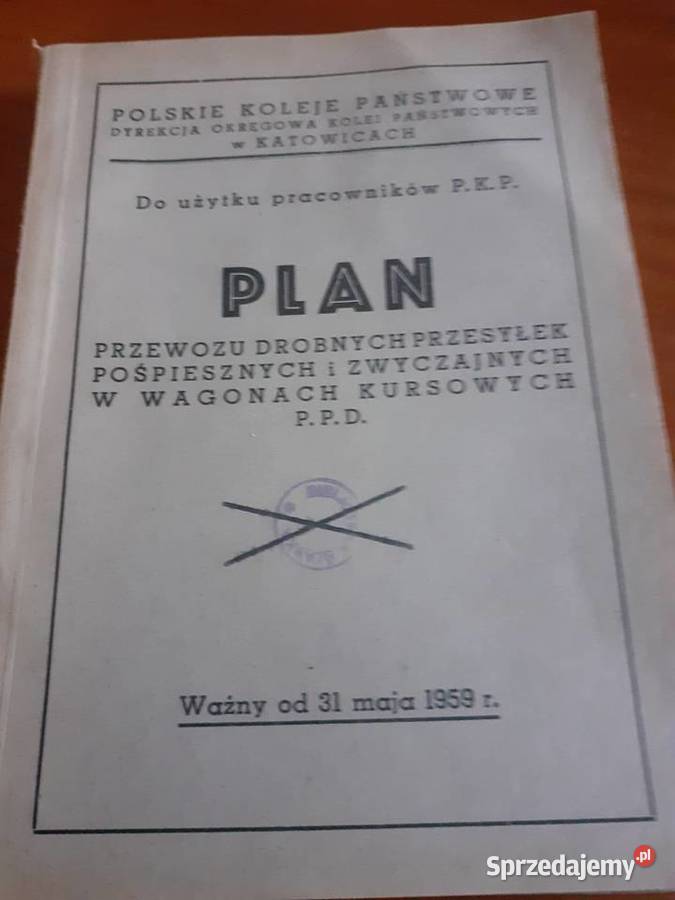 POLSKIE KOLEJE PAŃSTWOWE
DYREKCJA OKRĘGOWA KOLEI PAŃSTWOWYCH
w KATOWICACH
Do użytku pracowników P.K.P.
PLAN
PRZEWOZU DROBNYCH PRZESYŁEK
POŚPIESZNYCH i ZWYCZAJNYCH
W WAGONACH KURSOWYCH
P.P.D.
Ważny od 31 maja 1959 r.
Sprzedajemy.pl